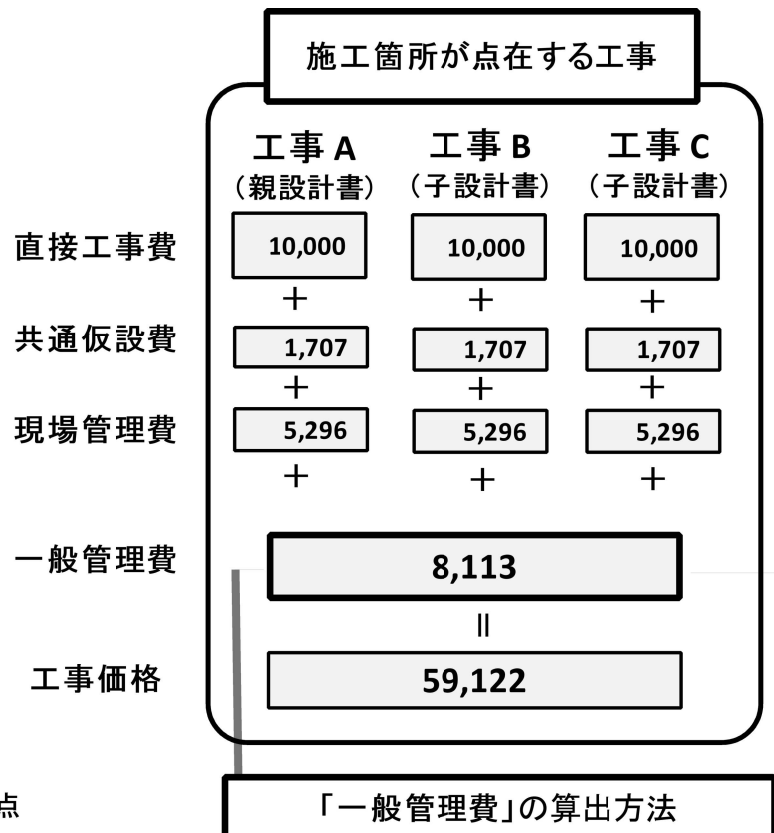 施工箇所が点在する工事
工事 A 工事 B 工事 C
（親設計書） （子設計書） （子設計書）
直接工事費 10,000 10,000 10,000
＋ ＋ ＋
共通仮設費 1,707 1,707 1,707
＋ ＋ ＋
現場管理費 5,296 5,296 5,296
＋ ＋ ＋
一般管理費 8,113
＝
工事価格 59,122
点 「一般管理費」の算出方法